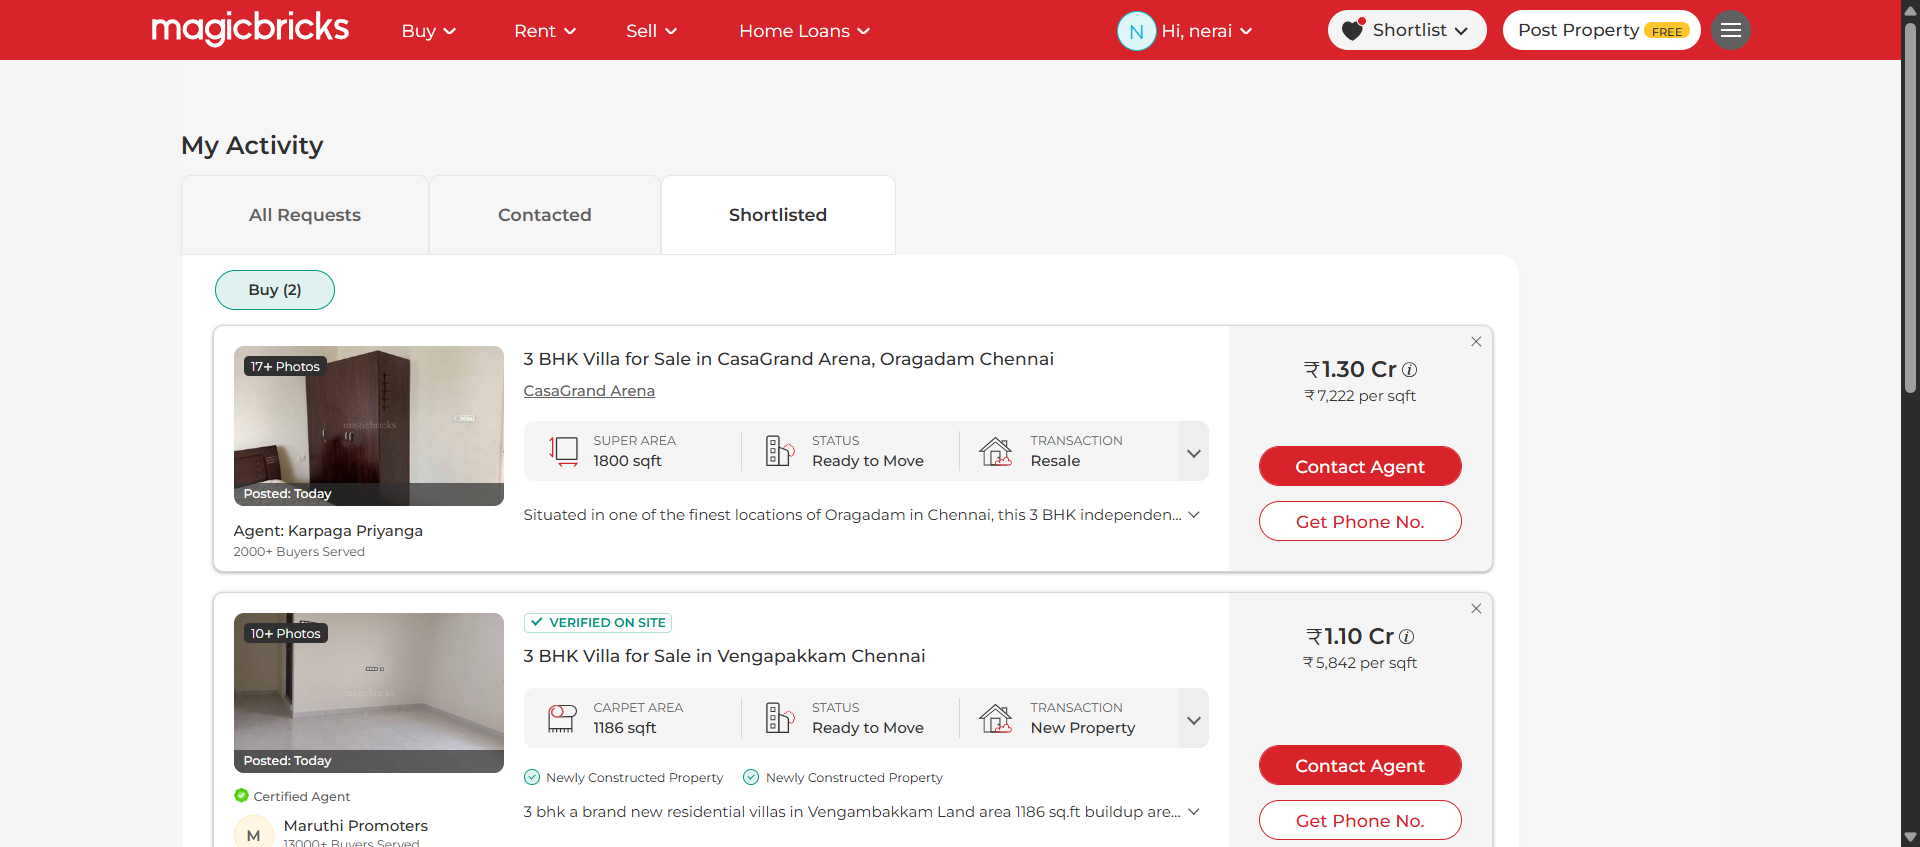 magicbricks
Buy
Rent
Sell
Home Loans
N
Hi, nerai
Shortlist
Post Property FREE
My Activity
All Requests
Contacted
Shortlisted
Buy (2)
17+ Photos
magicbricks
Posted: Today
Agent: Karpaga Priyanga
2000+ Buyers Served
3 BHK Villa for Sale in CasaGrand Arena, Oragadam Chennai
CasaGrand Arena
SUPER AREA
1800 sqft
STATUS
Ready to Move
TRANSACTION
Resale
Situated in one of the finest locations of Oragadam in Chennai, this 3 BHK independen...
₹1.30 Cr
₹7,222 per sqft
Contact Agent
Get Phone No.
10+ Photos
magicbricks
Posted: Today
Certified Agent
M
Maruthi Promoters
13000+ Buyers Served
VERIFIED ON SITE
3 BHK Villa for Sale in Vengapakkam Chennai
CARPET AREA
1186 sqft
STATUS
Ready to Move
TRANSACTION
New Property
Newly Constructed Property
Newly Constructed Property
3 bhk a brand new residential villas in Vengambakkam Land area 1186 sq.ft buildup are...
₹1.10 Cr
₹5,842 per sqft
Contact Agent
Get Phone No.